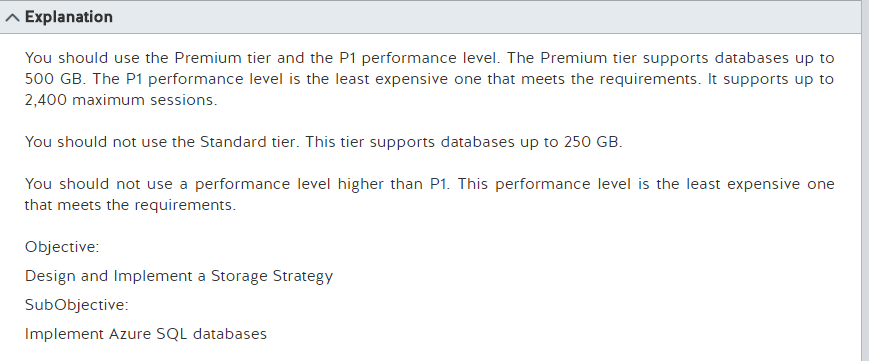 Explanation
You should use the Premium tier and the P1 performance level. The Premium tier supports databases up to
500 GB. The P1 performance level is the least expensive one that meets the requirements. It supports up to
2,400 maximum sessions.
You should not use the Standard tier. This tier supports databases up to 250 GB.
You should not use a performance level higher than P1. This performance level is the least expensive one
that meets the requirements.
Objective:
Design and Implement a Storage Strategy
SubObjective:
Implement Azure SQL databases